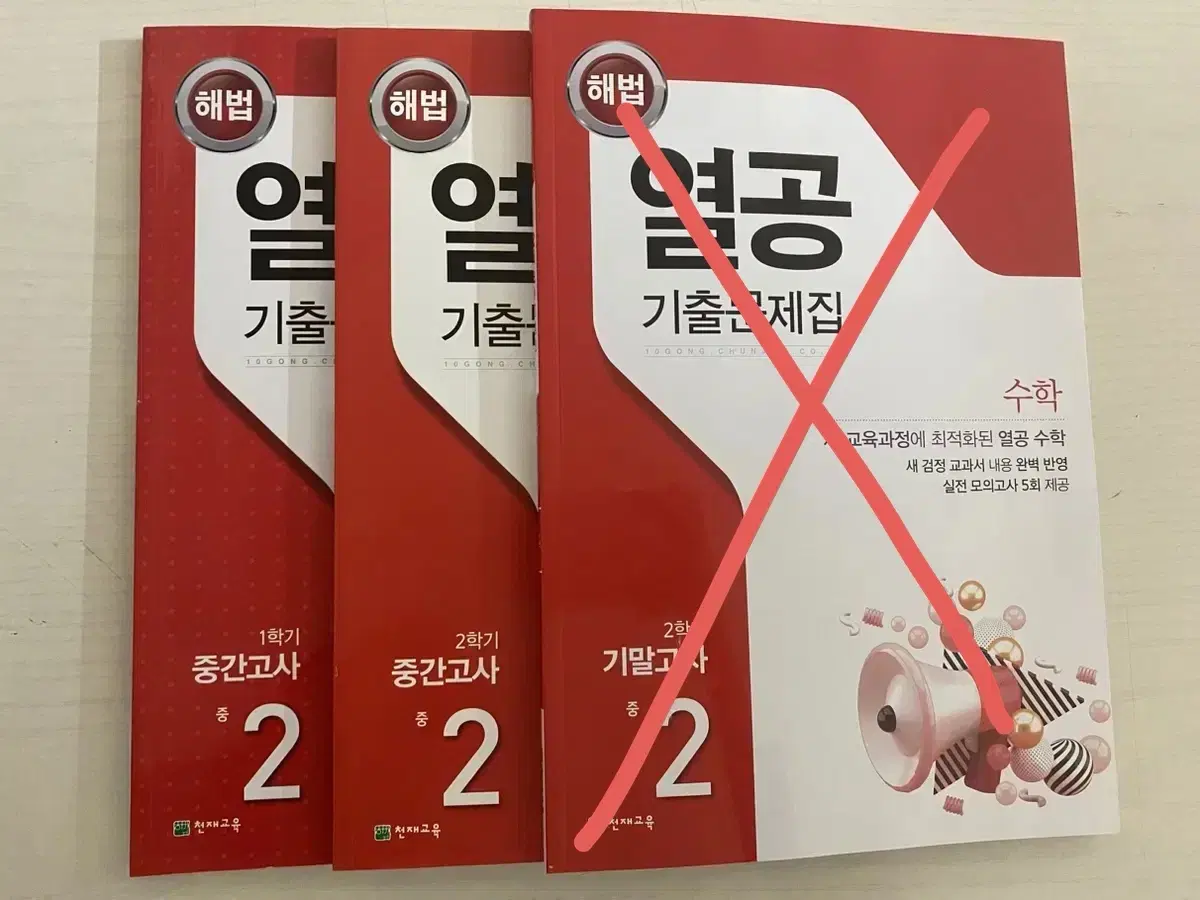 해법
열
기출
1학기
중간고사
중 2
천재교육
해법
열
기출
2학기
중간고사
중 2
천재교육
해법
열공
기출문제집
수학
교육과정에 최적화된 열공 수학
새 검정 교과서 내용 완벽 반영
실전 모의고사 5회 제공
2학
기말고사
중 2
천재교육